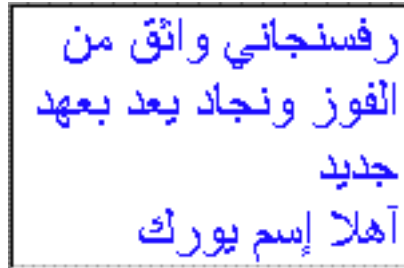 رفسنجاني واثق من
الفوز ونجاد يعد بعهد
جديد
آهلا إسم يورك